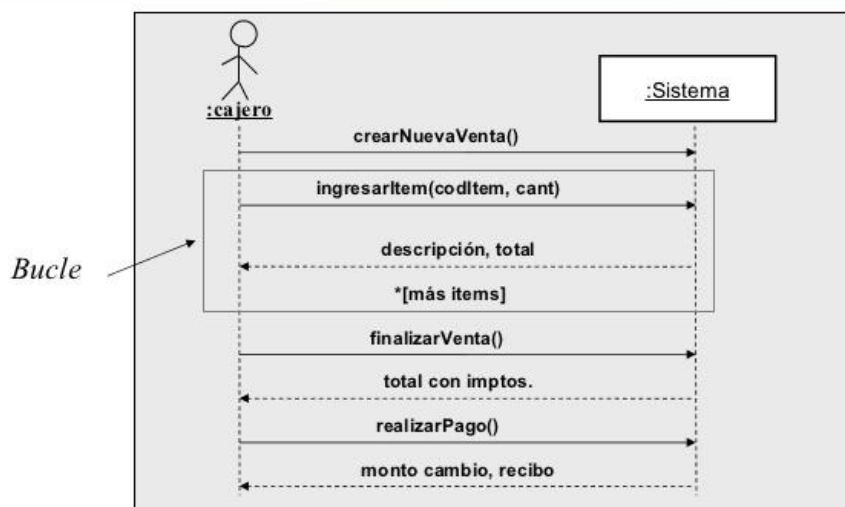 :cajero
:Sistema
crearNuevaVenta()
ingresarItem(codItem, cant)
Bucle
descripción, total
*[más items]
finalizarVenta()
total con imptos.
realizarPago()
monto cambio, recibo